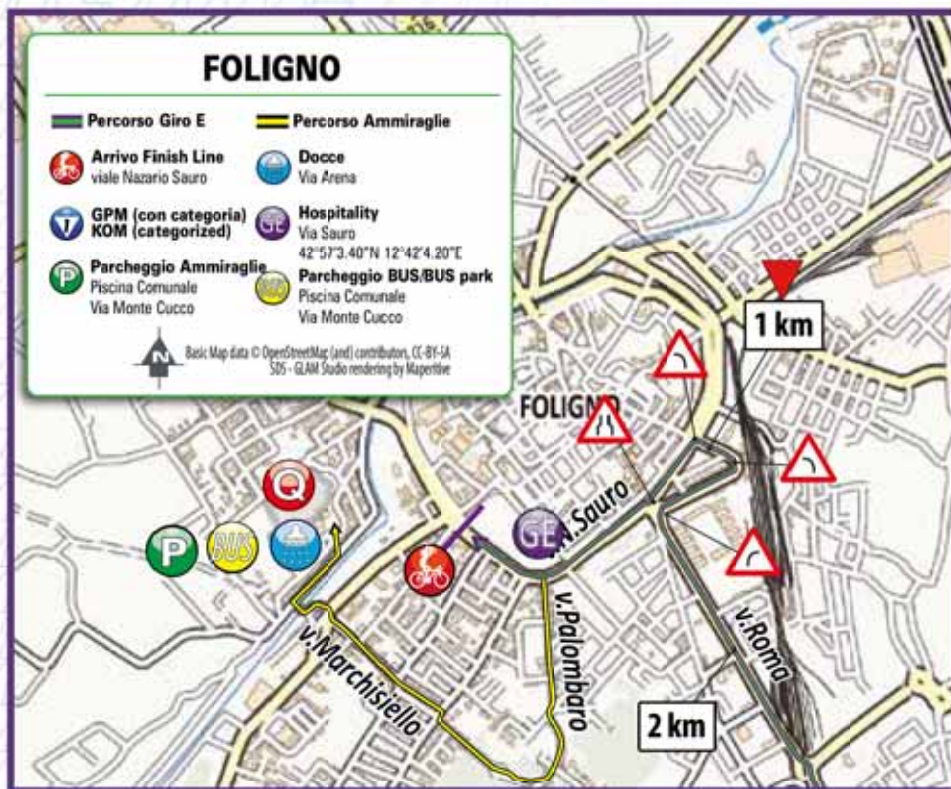 FOLIGNO
Percorso Giro E
Percorso Ammiraglie
Arrivo Finish Line
viale Nazario Sauro
Docce
Via Arena
GPM (con categoria)
KOM (categorized)
GE
Hospitality
Via Sauro
42°57'3.40"N 12°42'4.20"E
P
Parcheggio Ammiraglie
Piscina Comunale
Via Monte Cucco
BUS
Parcheggio BUS/BUS park
Piscina Comunale
Via Monte Cucco
N
Basic Map data © OpenStreetMap (and) contributors, CC-BY-SA
SDS - GLAM Studio rendering by Maperitive
1 km
FOLIGNO
Q
P
BUS
GE
v.N.Sauro
v.Palombaro
v.Roma
v.Marchisiello
2 km